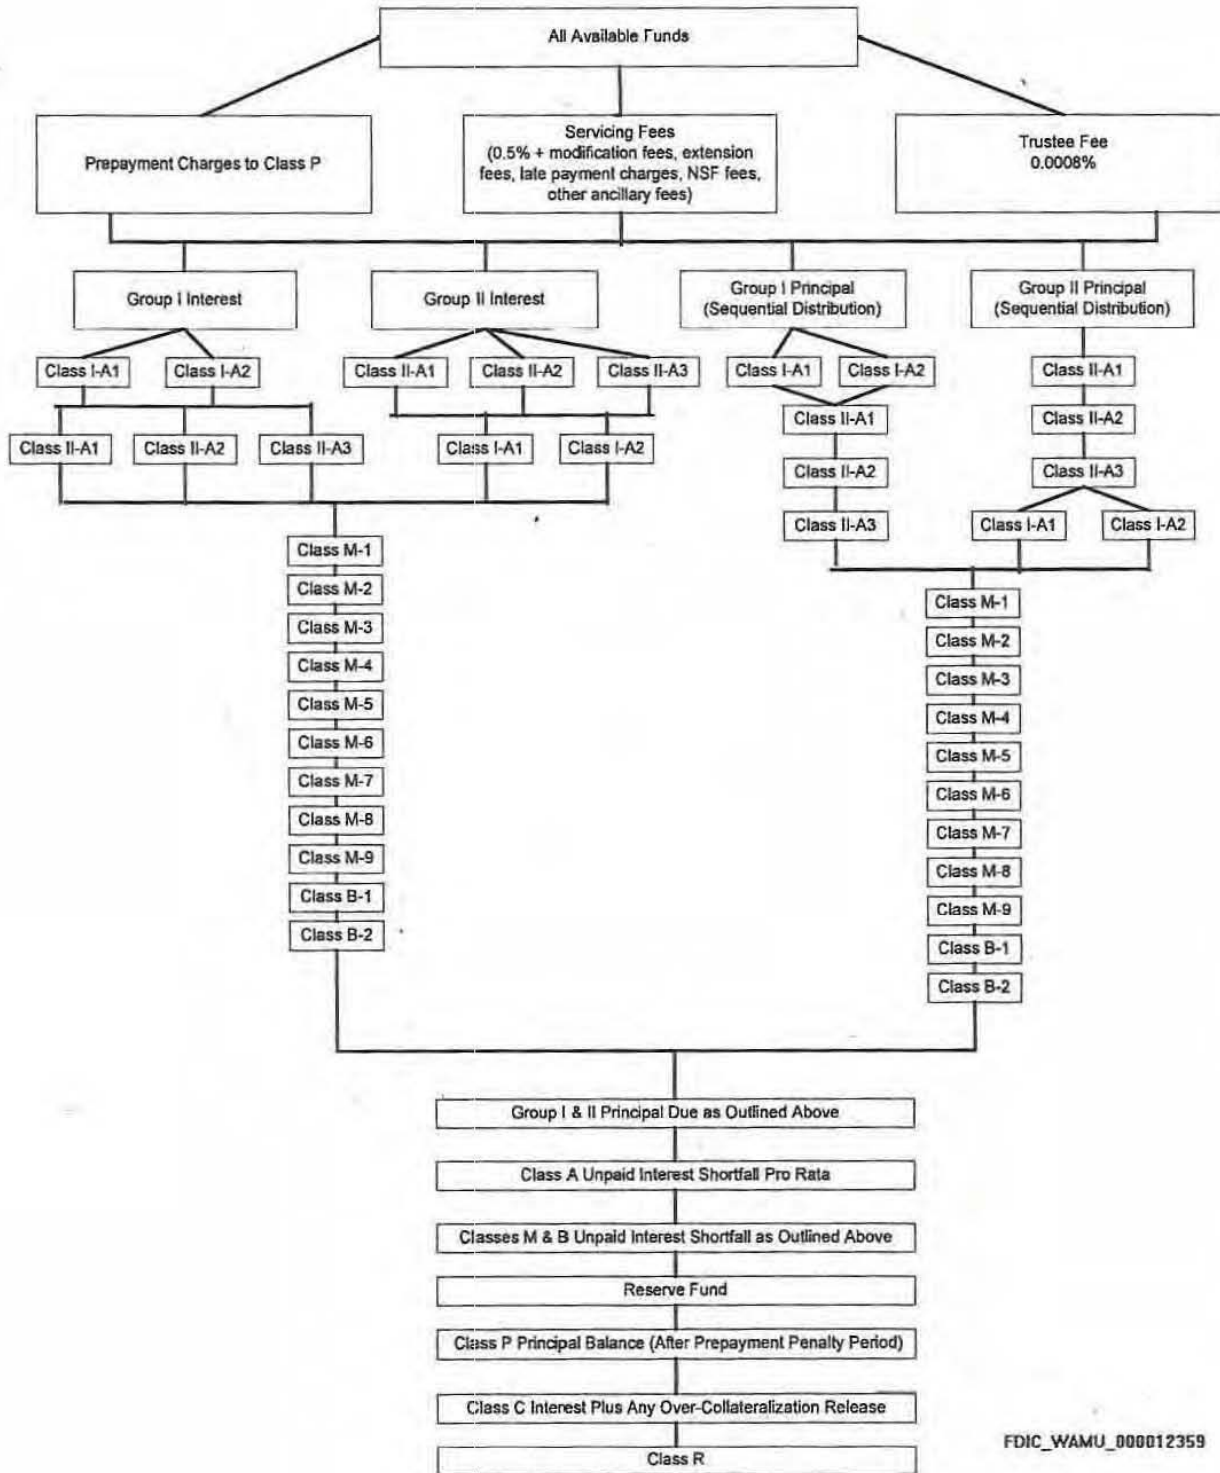 All Available Funds
Prepayment Charges to Class P
Servicing Fees
(0.5% + modification fees, extension
fees, late payment charges, NSF fees,
other ancillary fees)
Trustee Fee
0.0008%
Group I Interest
Group II Interest
Group I Principal
(Sequential Distribution)
Group II Principal
(Sequential Distribution)
Class I-A1
Class I-A2
Class II-A1
Class II-A2
Class II-A3
Class I-A1
Class I-A2
Class II-A1
Class II-A1
Class II-A2
Class II-A1
Class II-A2
Class II-A3
Class I-A1
Class I-A2
Class II-A2
Class II-A3
Class II-A3
Class I-A1
Class I-A2
Class M-1
Class M-2
Class M-3
Class M-4
Class M-5
Class M-6
Class M-7
Class M-8
Class M-9
Class B-1
Class B-2
Class M-1
Class M-2
Class M-3
Class M-4
Class M-5
Class M-6
Class M-7
Class M-8
Class M-9
Class B-1
Class B-2
Group I & II Principal Due as Outlined Above
Class A Unpaid Interest Shortfall Pro Rata
Classes M & B Unpaid Interest Shortfall as Outlined Above
Reserve Fund
Class P Principal Balance (After Prepayment Penalty Period)
Class C Interest Plus Any Over-Collateralization Release
Class R
FDIC_WAMU_000012359